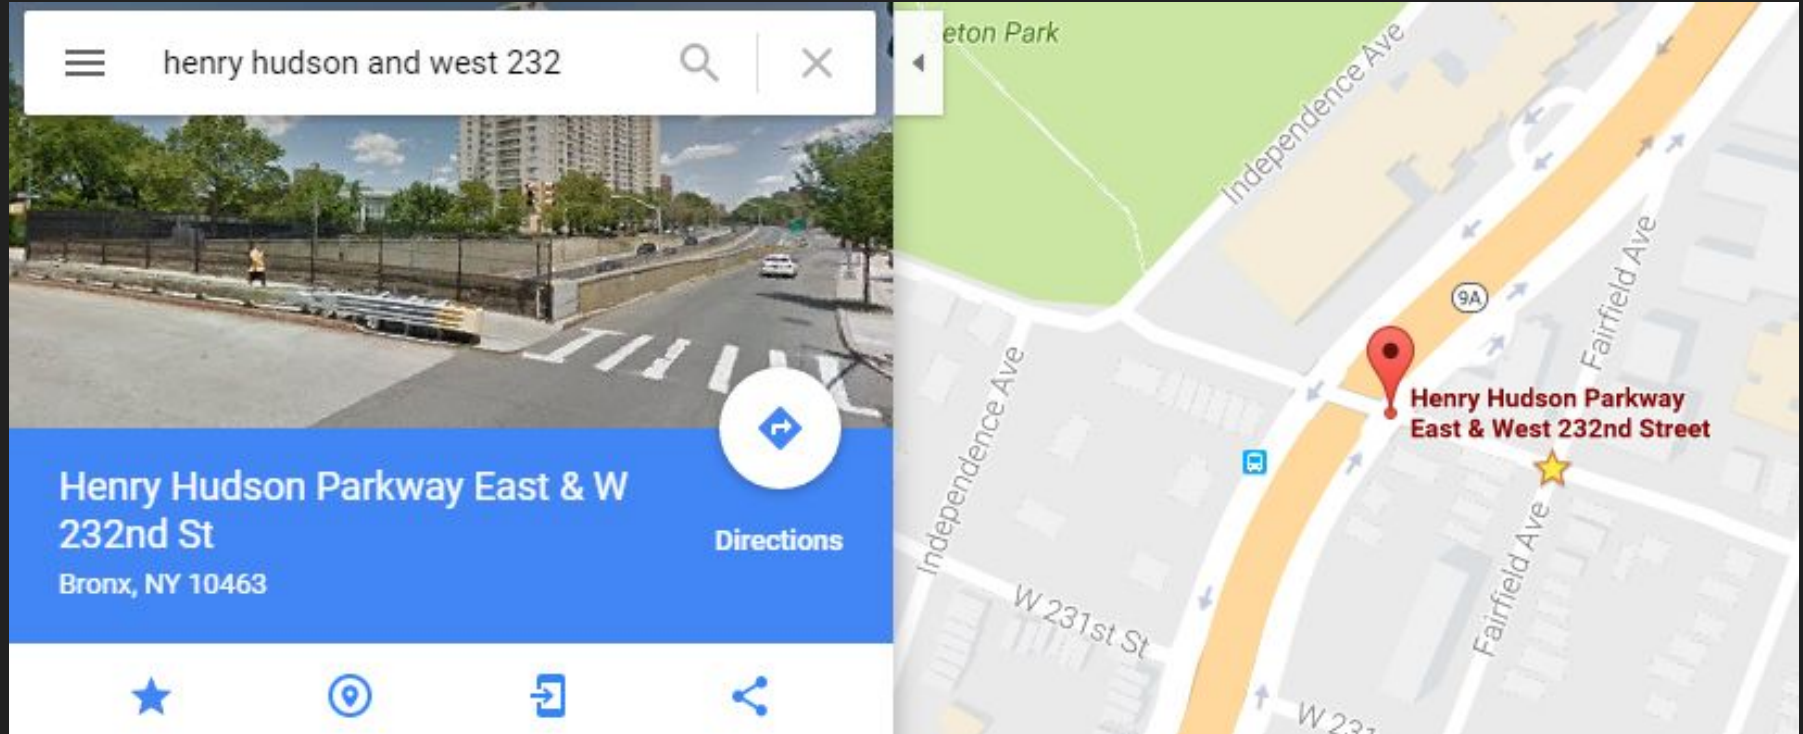 henry hudson and west 232
Henry Hudson Parkway East & W
232nd St
Bronx, NY 10463
Directions
eton Park
Independence Ave
9A
Fairfield Ave
Henry Hudson Parkway
East & West 232nd Street
Independence Ave
Fairfield Ave
W 231st St
W 231